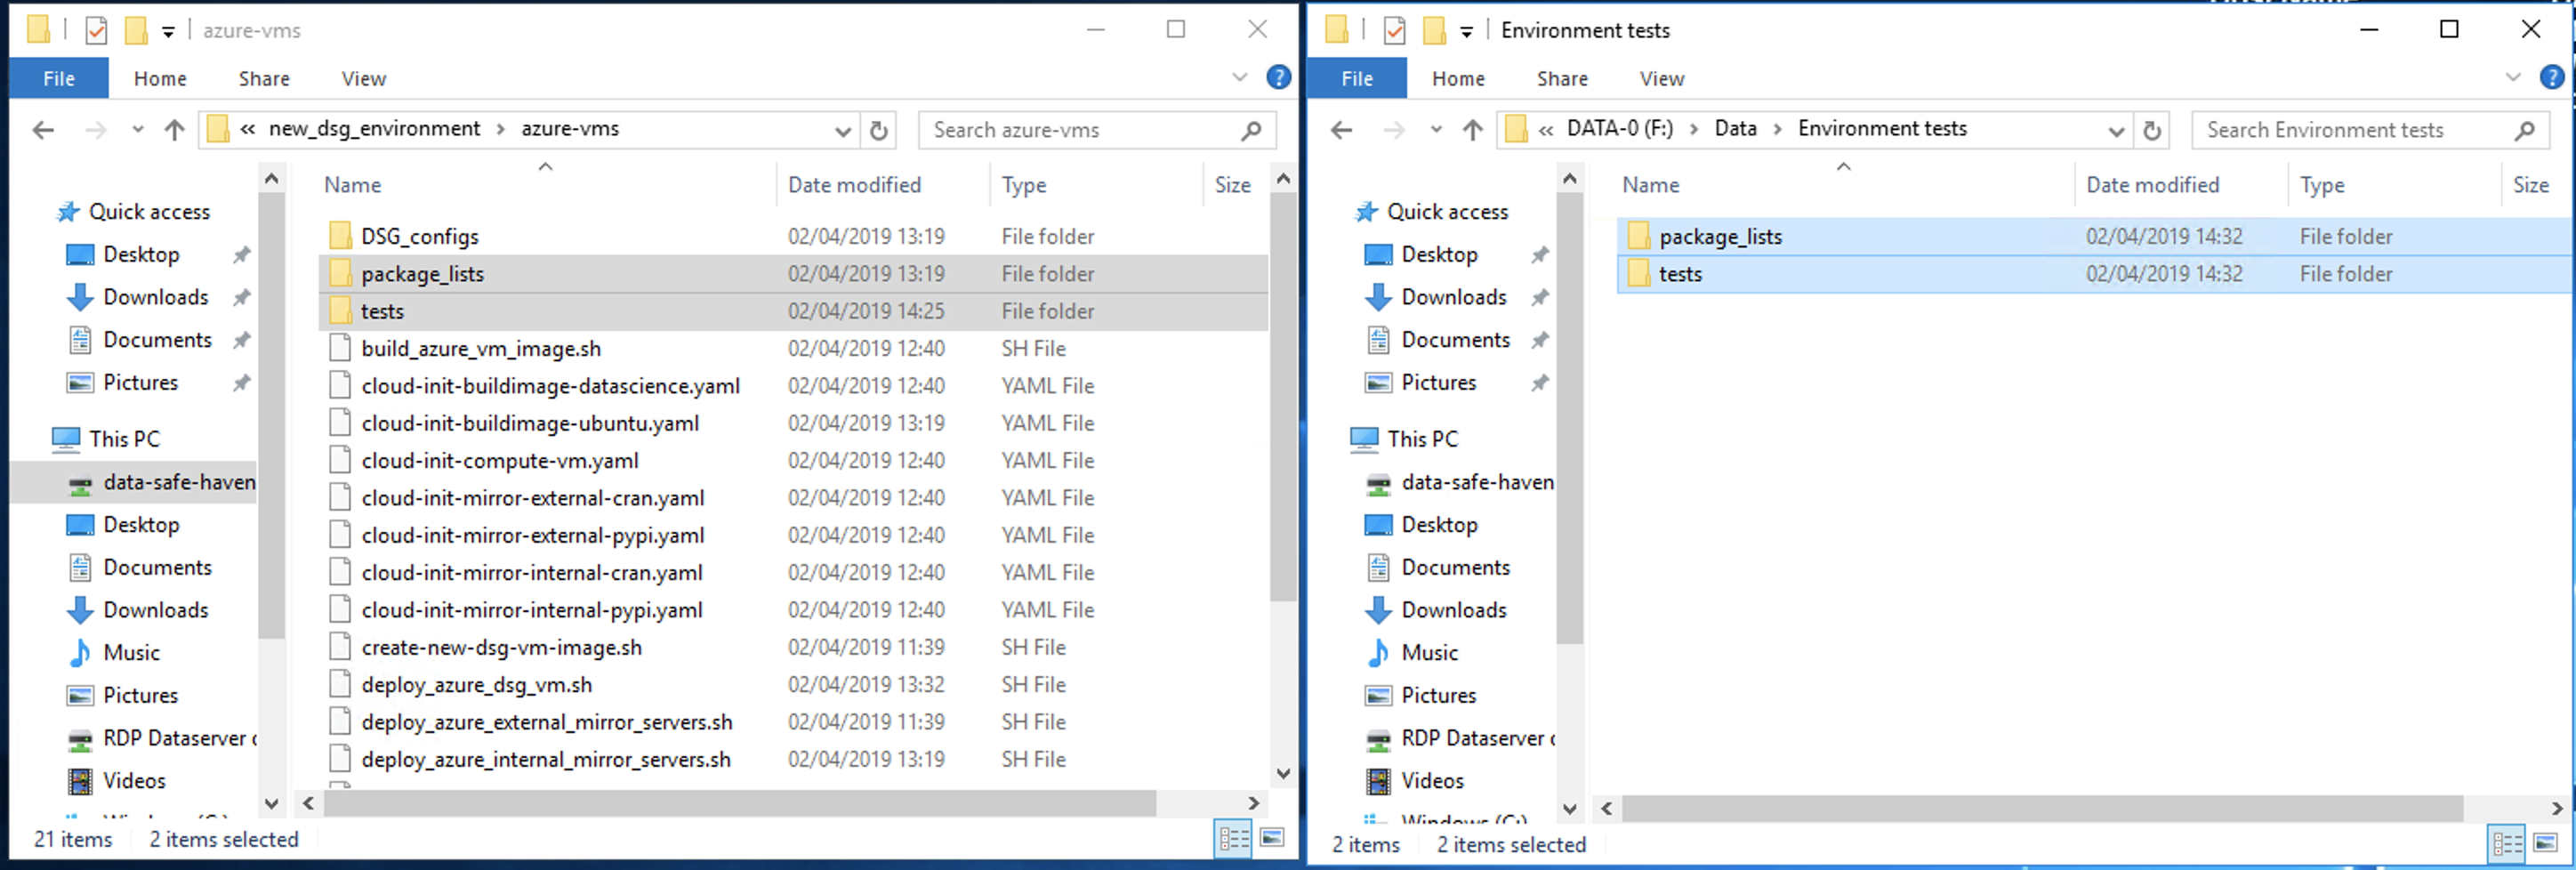 azure-vms
File Home Share View
« new_dsg_environment > azure-vms
Search azure-vms
Quick access
Desktop
Downloads
Documents
Pictures
This PC
data-safe-haven
Desktop
Documents
Downloads
Music
Pictures
RDP Dataserver
Videos
Windows (C:)
Name Date modified Type Size
DSG_configs 02/04/2019 13:19 File folder
package_lists 02/04/2019 13:19 File folder
tests 02/04/2019 14:25 File folder
build_azure_vm_image.sh 02/04/2019 12:40 SH File
cloud-init-buildimage-datascience.yaml 02/04/2019 12:40 YAML File
cloud-init-buildimage-ubuntu.yaml 02/04/2019 13:19 YAML File
cloud-init-compute-vm.yaml 02/04/2019 12:40 YAML File
cloud-init-mirror-external-cran.yaml 02/04/2019 12:40 YAML File
cloud-init-mirror-external-pypi.yaml 02/04/2019 12:40 YAML File
cloud-init-mirror-internal-cran.yaml 02/04/2019 12:40 YAML File
cloud-init-mirror-internal-pypi.yaml 02/04/2019 12:40 YAML File
create-new-dsg-vm-image.sh 02/04/2019 11:39 SH File
deploy_azure_dsg_vm.sh 02/04/2019 13:32 SH File
deploy_azure_external_mirror_servers.sh 02/04/2019 11:39 SH File
deploy_azure_internal_mirror_servers.sh 02/04/2019 13:19 SH File
21 items 2 items selected
Environment tests
File Home Share View
« DATA-0 (F:) > Data > Environment tests
Search Environment tests
Quick access
Desktop
Downloads
Documents
Pictures
This PC
data-safe-haven
Desktop
Documents
Downloads
Music
Pictures
RDP Dataserver
Videos
Windows (C:)
Name Date modified Type Size
package_lists 02/04/2019 14:32 File folder
tests 02/04/2019 14:32 File folder
2 items 2 items selected